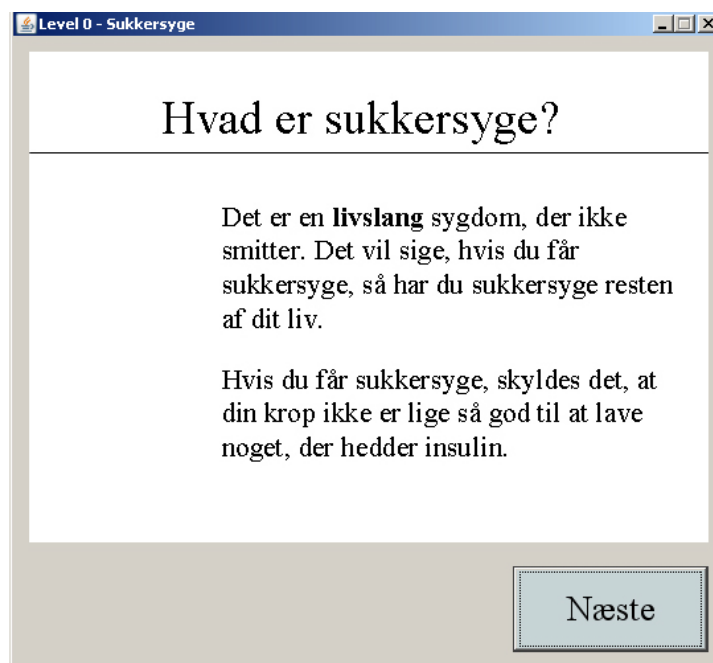 Level 0 - Sukkersyge
Hvad er sukkersyge?
Det er en livslang sygdom, der ikke
smitter. Det vil sige, hvis du får
sukkersyge, så har du sukkersyge resten
af dit liv.
Hvis du får sukkersyge, skyldes det, at
din krop ikke er lige så god til at lave
noget, der hedder insulin.
Næste